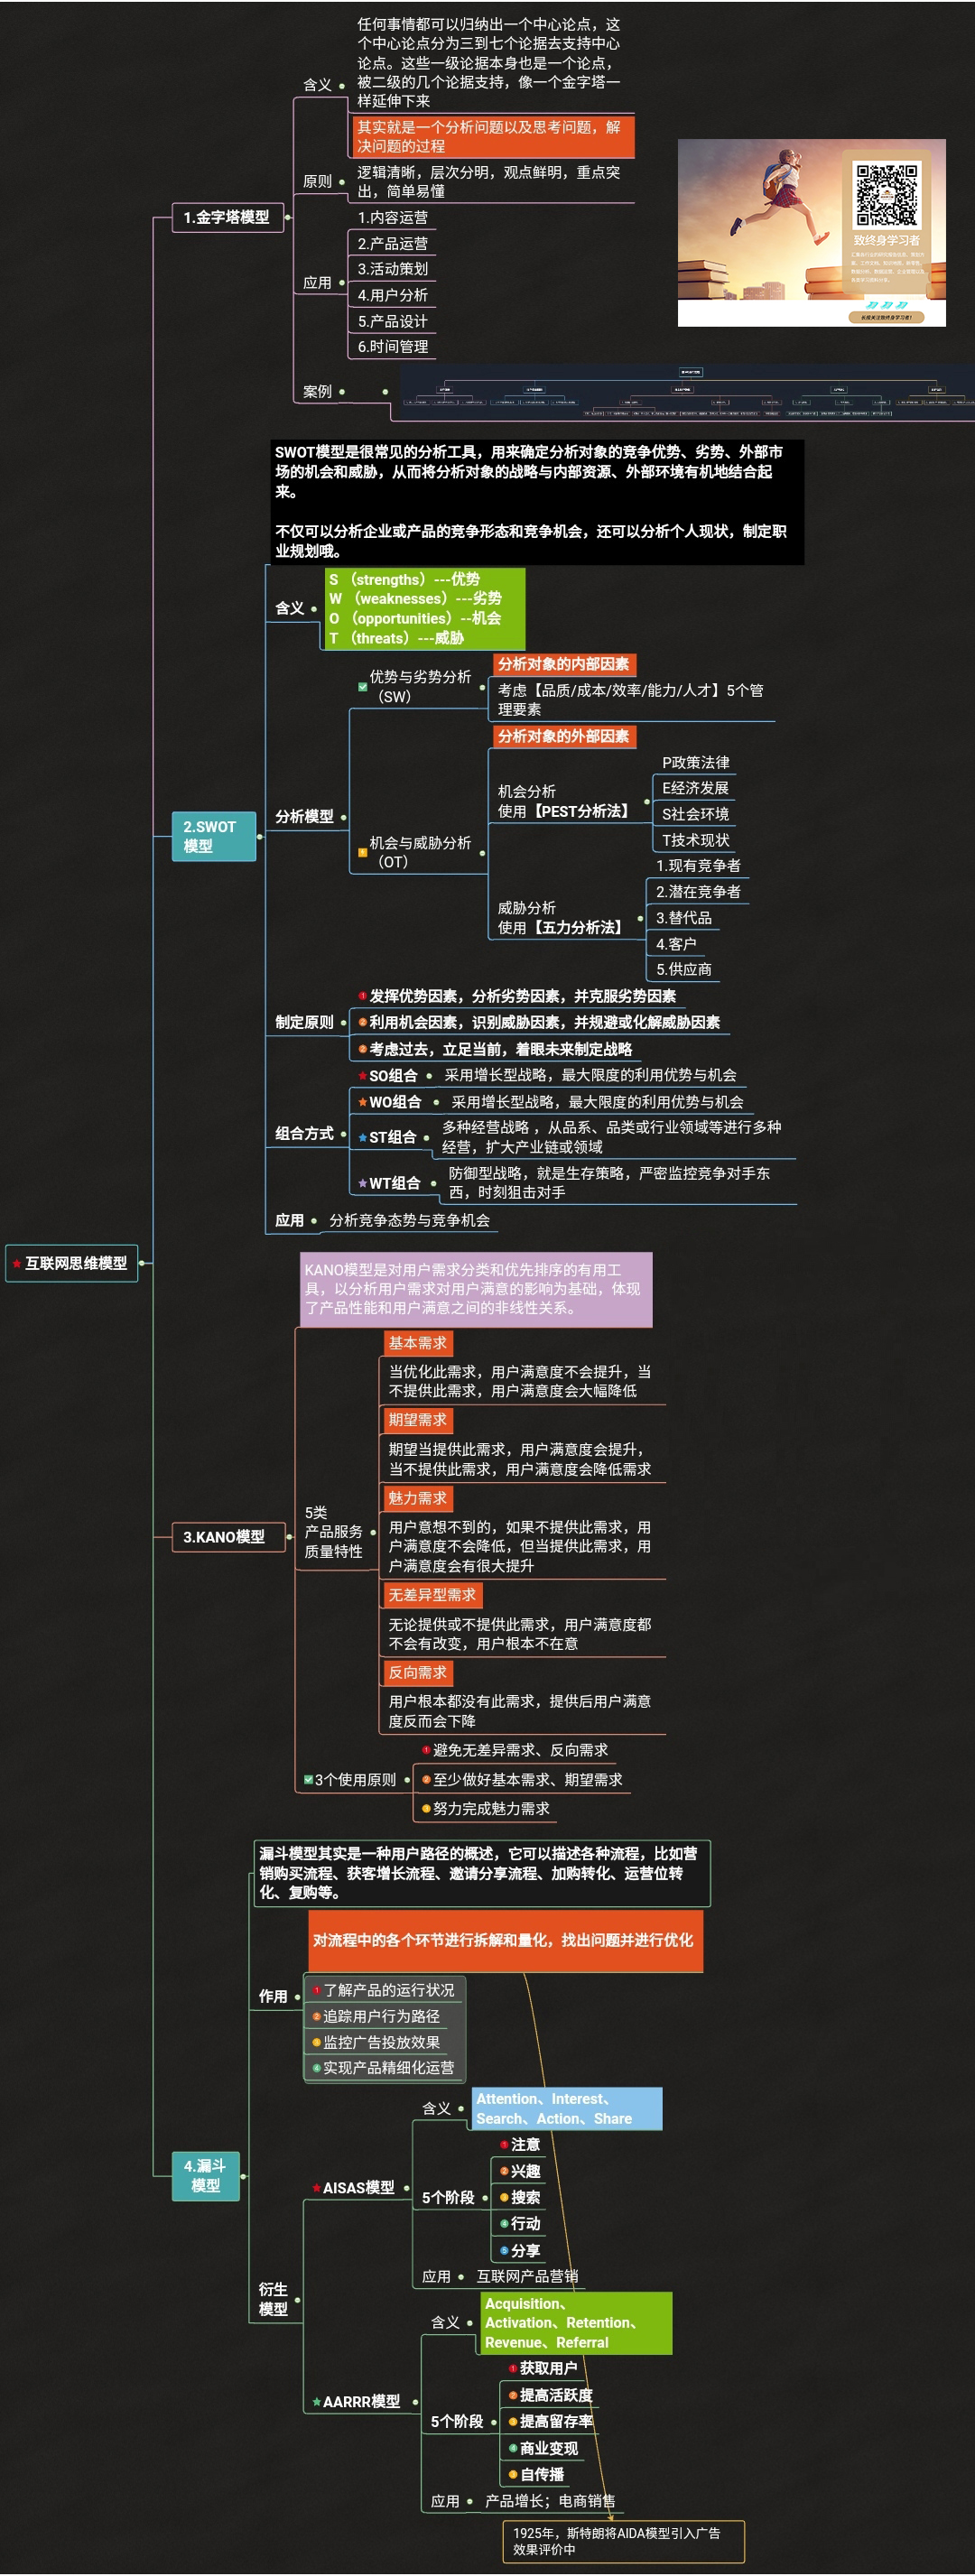 任何事情都可以归纳出一个中心论点，这
个中心论点分为三到七个论据去支持中心
论点。这些一级论据本身也是一个论点，
被二级的几个论据支持，像一个金字塔一
样延伸下来
含义
其实就是一个分析问题以及思考问题，解
决问题的过程
原则
逻辑清晰，层次分明，观点鲜明，重点突
出，简单易懂
1.金字塔模型
应用
1.内容运营
2.产品运营
3.活动策划
4.用户分析
5.产品设计
6.时间管理
案例
致终身学习者
长按关注致终身学习者！
SWOT模型是很常见的分析工具，用来确定分析对象的竞争优势、劣势、外部市
场的机会和威胁，从而将分析对象的战略与内部资源、外部环境有机地结合起
来。
不仅可以分析企业或产品的竞争形态和竞争机会，还可以分析个人现状，制定职
业规划哦。
含义
S （strengths）---优势
W （weaknesses）---劣势
O （opportunities）--机会
T （threats）---威胁
2.SWOT
模型
分析模型
优势与劣势分析
（SW）
分析对象的内部因素
考虑【品质/成本/效率/能力/人才】5个管
理要素
机会与威胁分析
（OT）
分析对象的外部因素
机会分析
使用【PEST分析法】
P政策法律
E经济发展
S社会环境
T技术现状
威胁分析
使用【五力分析法】
1.现有竞争者
2.潜在竞争者
3.替代品
4.客户
5.供应商
制定原则
1 发挥优势因素，分析劣势因素，并克服劣势因素
2 利用机会因素，识别威胁因素，并规避或化解威胁因素
2 考虑过去，立足当前，着眼未来制定战略
组合方式
SO组合 采用增长型战略，最大限度的利用优势与机会
WO组合 采用增长型战略，最大限度的利用优势与机会
ST组合 多种经营战略 ，从品系、品类或行业领域等进行多种
经营，扩大产业链或领域
WT组合 防御型战略，就是生存策略，严密监控竞争对手东
西，时刻狙击对手
应用 分析竞争态势与竞争机会
互联网思维模型
KANO模型是对用户需求分类和优先排序的有用工
具，以分析用户需求对用户满意的影响为基础，体现
了产品性能和用户满意之间的非线性关系。
3.KANO模型
5类
产品服务
质量特性
基本需求
当优化此需求，用户满意度不会提升，当
不提供此需求，用户满意度会大幅降低
期望需求
期望当提供此需求，用户满意度会提升，
当不提供此需求，用户满意度会降低需求
魅力需求
用户意想不到的，如果不提供此需求，用
户满意度不会降低，但当提供此需求，用
户满意度会有很大提升
无差异型需求
无论提供或不提供此需求，用户满意度都
不会有改变，用户根本不在意
反向需求
用户根本都没有此需求，提供后用户满意
度反而会下降
3个使用原则
1 避免无差异需求、反向需求
2 至少做好基本需求、期望需求
3 努力完成魅力需求
漏斗模型其实是一种用户路径的概述，它可以描述各种流程，比如营
销购买流程、获客增长流程、邀请分享流程、加购转化、运营位转
化、复购等。
对流程中的各个环节进行拆解和量化，找出问题并进行优化
作用
1 了解产品的运行状况
2 追踪用户行为路径
3 监控广告投放效果
4 实现产品精细化运营
4.漏斗
模型
衍生
模型
AISAS模型
含义
Attention、Interest、
Search、Action、Share
5个阶段
1 注意
2 兴趣
3 搜索
4 行动
5 分享
应用 互联网产品营销
AARRR模型
含义
Acquisition、
Activation、Retention、
Revenue、Referral
5个阶段
1 获取用户
2 提高活跃度
3 提高留存率
4 商业变现
3 自传播
应用 产品增长；电商销售
1925年，斯特朗将AIDA模型引入广告
效果评价中